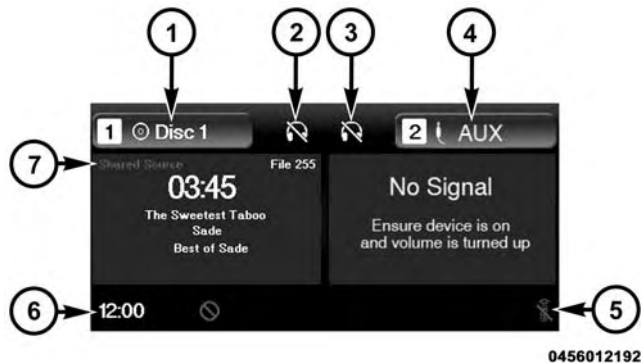 1 2 3 4
1 Disc 1 2 AUX
7 Shared Source File 255
03:45 No Signal
The Sweetest Taboo
Sade
Best of Sade
Ensure device is on
and volume is turned up
6 12:00 5
0456012192